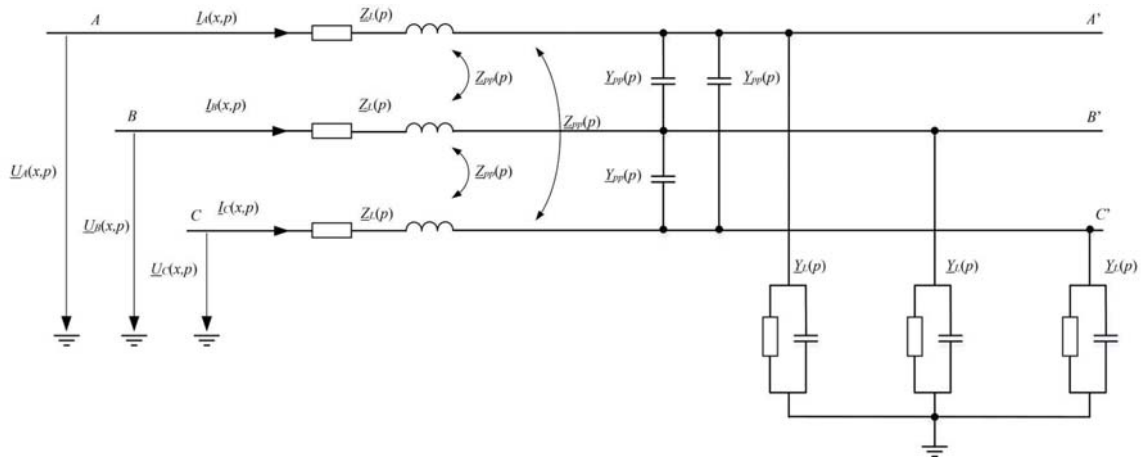 A I_A(x,p) Z_L(p) A'
Z_PP(p) Y_PP(p) Y_PP(p)
B I_B(x,p) Z_L(p) Z_PP(p) B'
U_A(x,p) Z_PP(p) Y_PP(p)
C I_C(x,p) Z_L(p) C'
U_B(x,p)
U_C(x,p) Y_L(p) Y_L(p) Y_L(p)